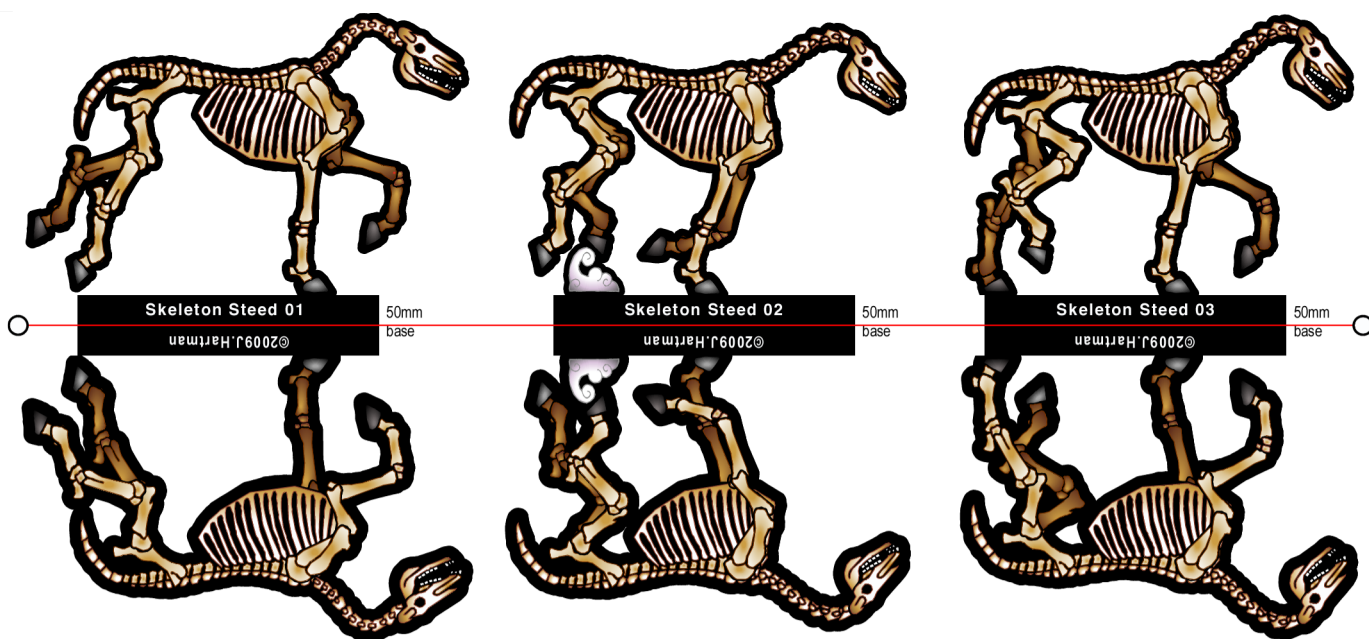 Skeleton Steed 01
50mm
base
©2009J.Hartman
Skeleton Steed 02
50mm
base
©2009J.Hartman
Skeleton Steed 03
50mm
base
©2009J.Hartman